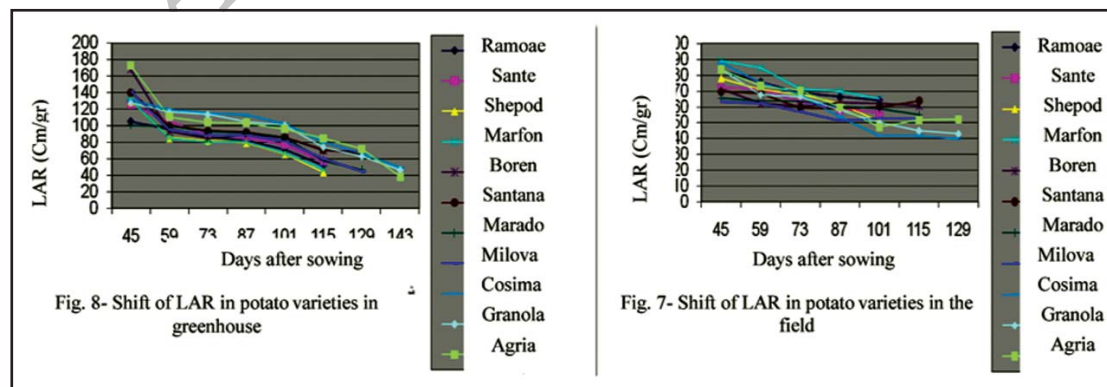 200
180
160
140
120
100
80
60
40
20
0
LAR (Cm/gr)
45 59 73 87 101 115 129 143
Days after sowing
Fig. 8- Shift of LAR in potato varieties in
greenhouse
Ramoae
Sante
Shepod
Marfon
Boren
Santana
Marado
Milova
Cosima
Granola
Agria
LAR (Cm/gr)
45 59 73 87 101 115 129
Days after sowing
Fig. 7- Shift of LAR in potato varieties in the
field
Ramoae
Sante
Shepod
Marfon
Boren
Santana
Marado
Milova
Cosima
Granola
Agria